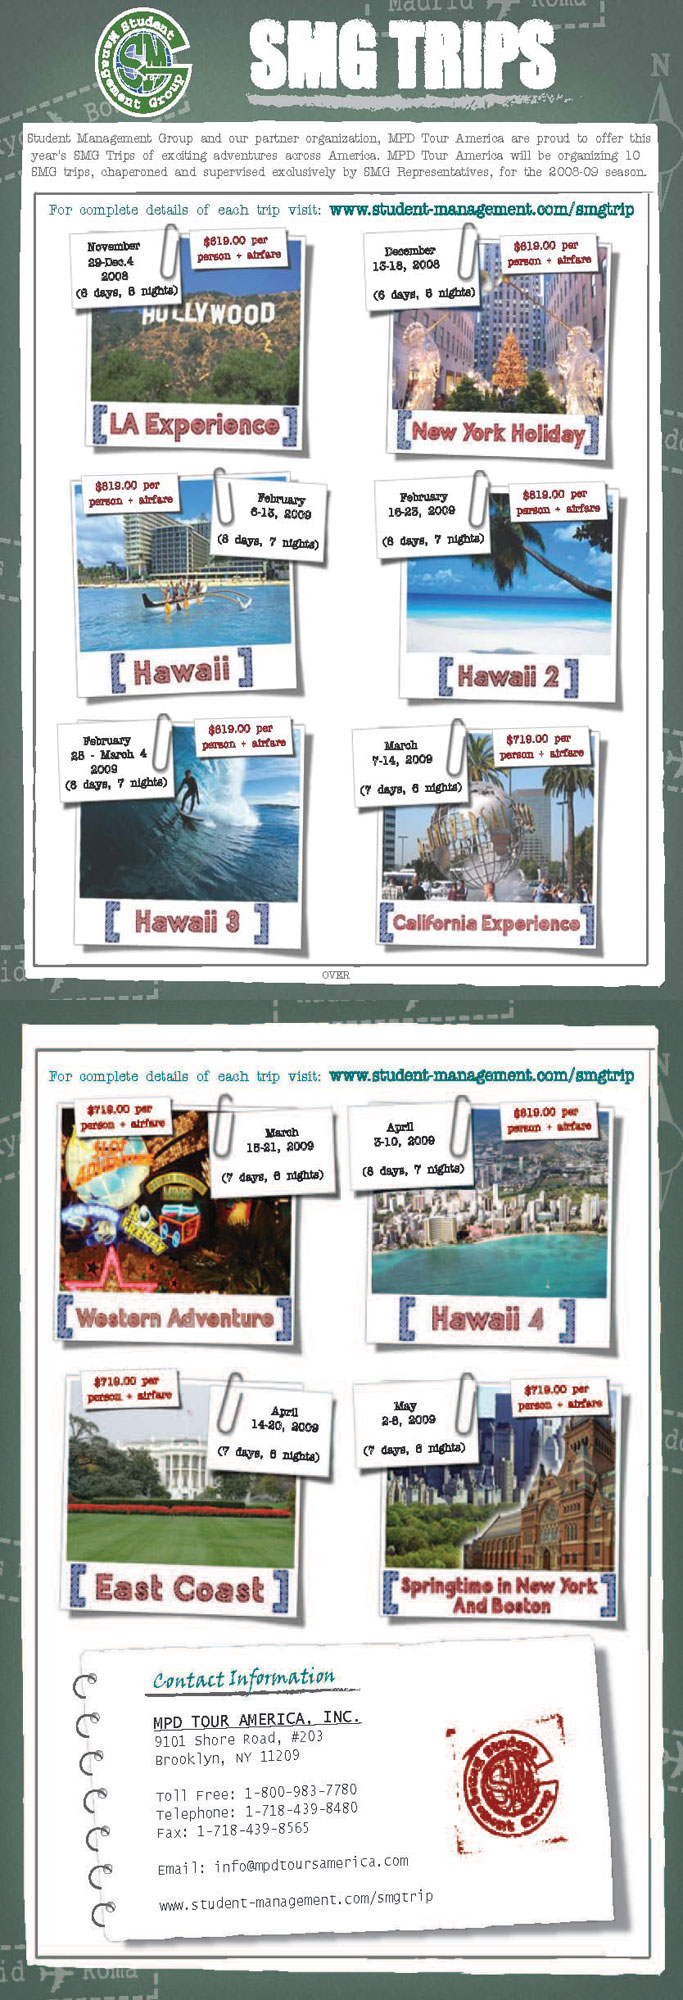 Student Management Group
SMG
SMG TRIPS
Student Management Group and our partner organization, MPD Tour America are proud to offer this
year's SMG Trips of exciting adventures across America. MPD Tour America will be organizing 10
SMG trips, chaperoned and supervised exclusively by SMG Representatives, for the 2008-09 season.
For complete details of each trip visit: www.student-management.com/smgtrip
November
29-Dec.4
2008
(6 days, 5 nights)
$619.00 per
person + airfare
HOLLYWOOD
[LA Experience]
December
13-18, 2008
(6 days, 5 nights)
$619.00 per
person + airfare
[New York Holiday]
$819.00 per
person + airfare
February
6-13, 2009
(8 days, 7 nights)
[Hawaii]
February
16-23, 2009
(8 days, 7 nights)
$819.00 per
person + airfare
[Hawaii 2]
February
25 - March 4
2009
(8 days, 7 nights)
$819.00 per
person + airfare
[Hawaii 3]
March
7-14, 2009
(7 days, 6 nights)
$719.00 per
person + airfare
[California Experience]
OVER
For complete details of each trip visit: www.student-management.com/smgtrip
$719.00 per
person + airfare
March
15-21, 2009
(7 days, 6 nights)
[Western Adventure]
April
3-10, 2009
(8 days, 7 nights)
$819.00 per
person + airfare
[Hawaii 4]
$719.00 per
person + airfare
April
14-20, 2009
(7 days, 6 nights)
[East Coast]
May
2-8, 2009
(7 days, 6 nights)
$719.00 per
person + airfare
[Springtime in New York
And Boston]
Contact Information
MPD TOUR AMERICA, INC.
9101 Shore Road, #203
Brooklyn, NY 11209
Toll Free: 1-800-983-7780
Telephone: 1-718-439-8480
Fax: 1-718-439-8565
Email: info@mpdtoursamerica.com
www.student-management.com/smgtrip
Student Management Group
Roma